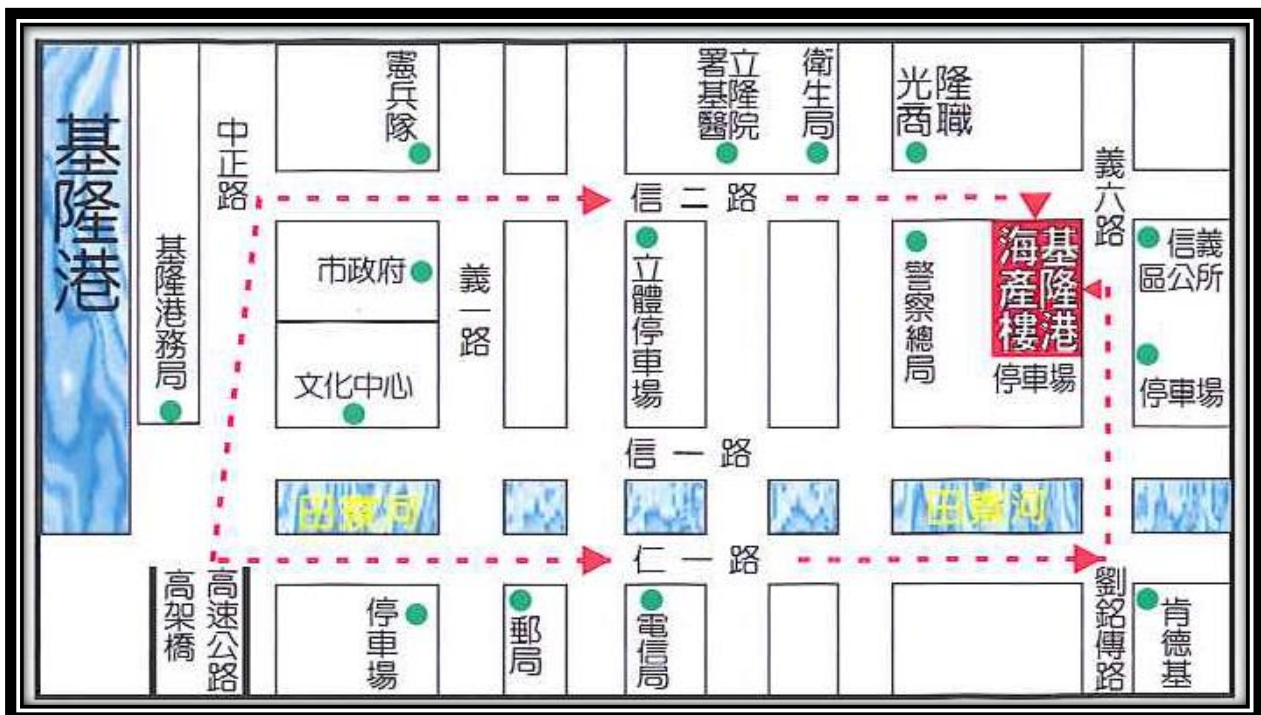 基隆港
基隆港務局
中正路
憲兵隊
署立
基隆
醫院
衛生局
光隆
商職
義六路
信二路
市政府
文化中心
義一路
立體停車場
警察總局
基隆港
海產樓
停車場
信義
區公所
停車場
信一路
田寮河
田寮河
仁一路
高架橋
高速公路
停車場
郵局
電信局
劉銘傳路
肯德基